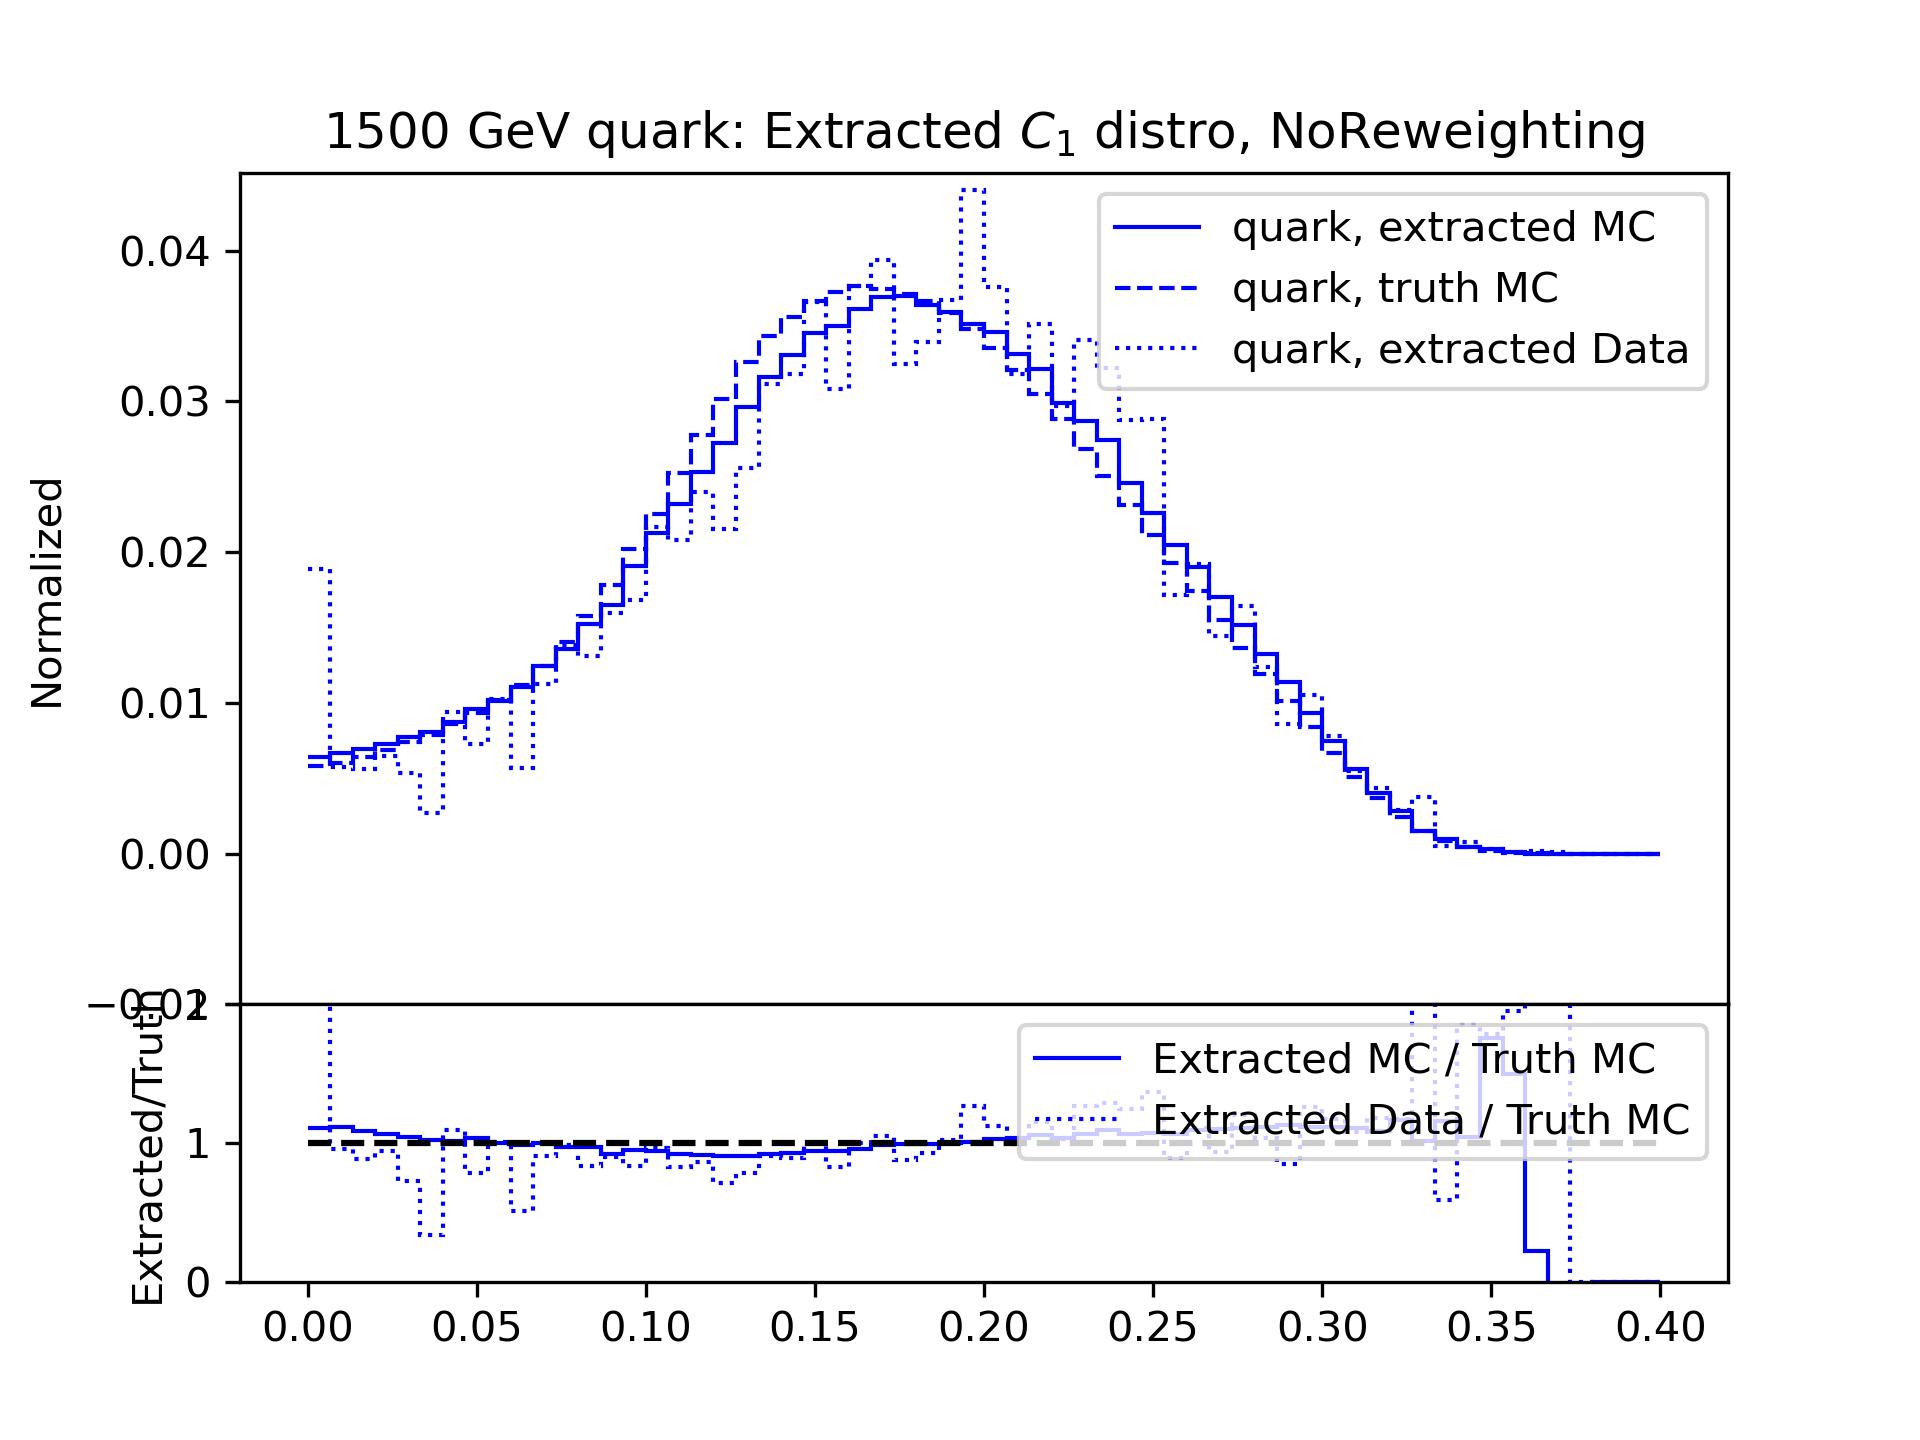 1500 GeV quark: Extracted C₁ distro, NoReweighting
quark, extracted MC
quark, truth MC
quark, extracted Data
0.04
0.03
0.02
0.01
0.00
−0.01
Normalized
Extracted MC / Truth MC
Extracted Data / Truth MC
2
1
0
Extracted/Truth
0.00 0.05 0.10 0.15 0.20 0.25 0.30 0.35 0.40